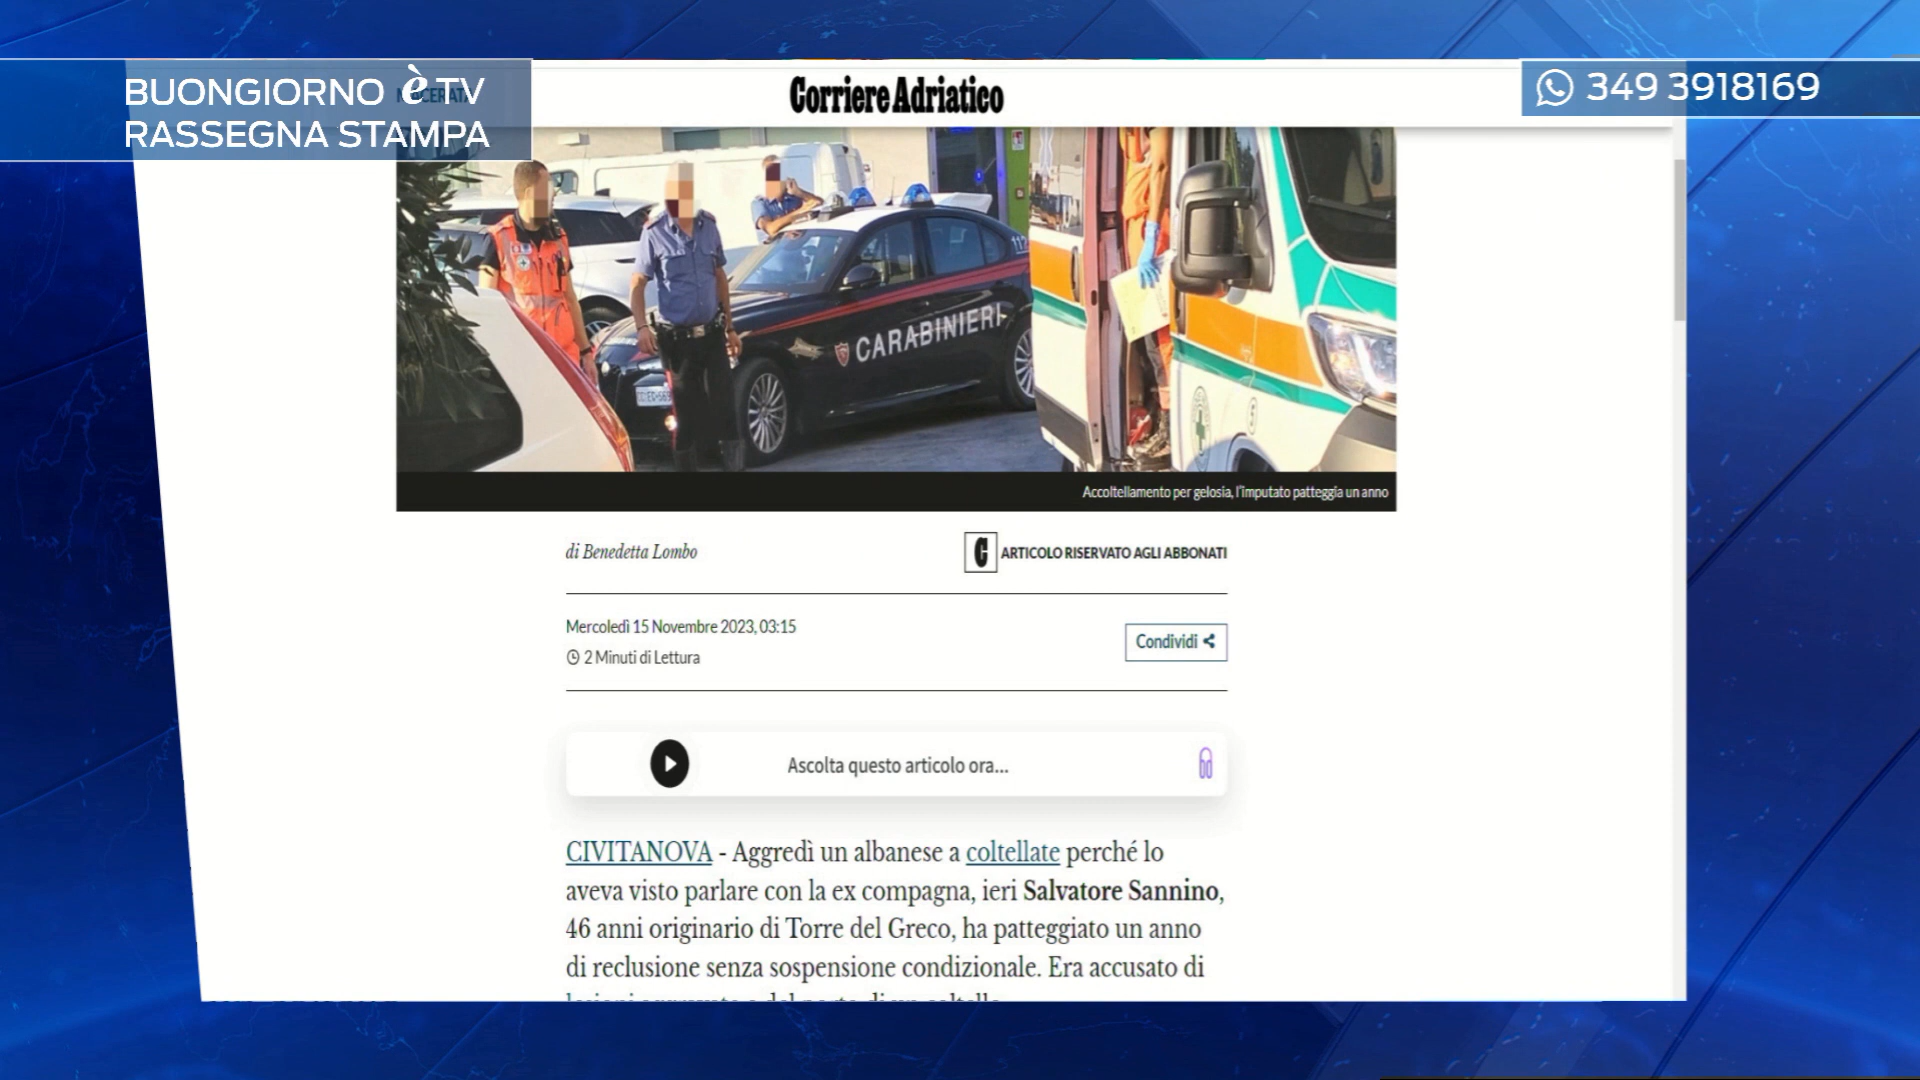 BUONGIORNO è TV
RASSEGNA STAMPA
Corriere Adriatico
349 3918169
112
CARABINIERI
Accoltellamento per gelosia, l'imputato patteggia un anno
di Benedetta Lombo
C ARTICOLO RISERVATO AGLI ABBONATI
Mercoledì 15 Novembre 2023, 03:15
Condividi
2 Minuti di Lettura
Ascolta questo articolo ora...
CIVITANOVA - Aggredì un albanese a coltellate perché lo
aveva visto parlare con la ex compagna, ieri Salvatore Sannino,
46 anni originario di Torre del Greco, ha patteggiato un anno
di reclusione senza sospensione condizionale. Era accusato di